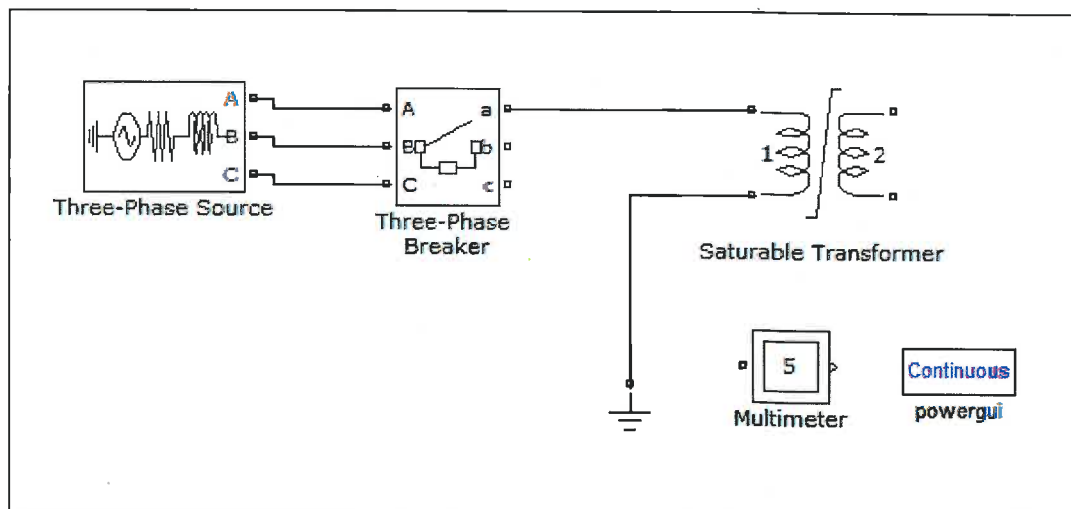 A
B
C
Three-Phase Source
A a
B b
C c
Three-Phase
Breaker
1 2
Saturable Transformer
5
Multimeter
Continuous
powergui